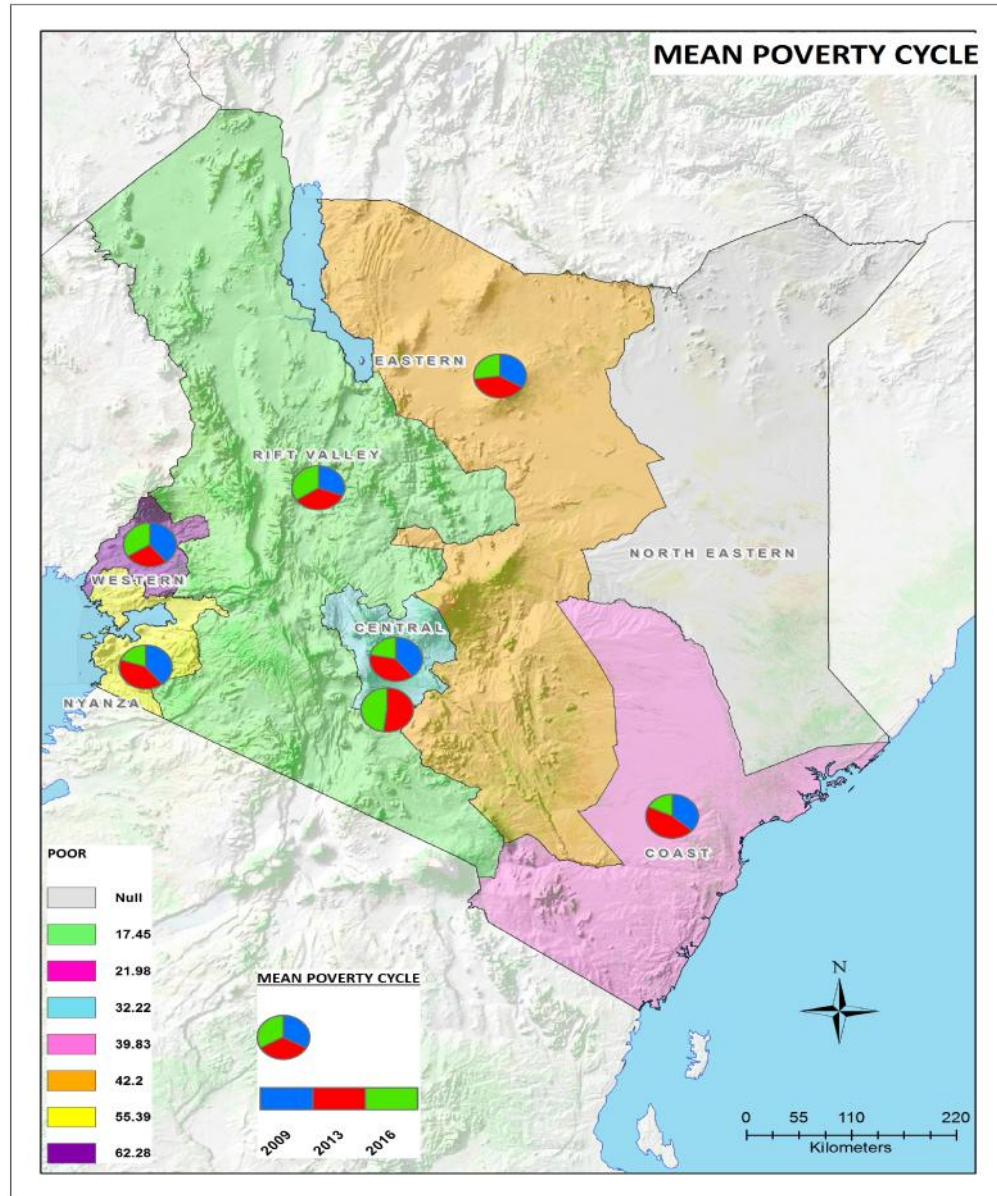 MEAN POVERTY CYCLE
EASTERN
RIFT VALLEY
NORTH EASTERN
WESTERN
CENTRAL
NYANZA
COAST
POOR
Null
17.45
21.98
32.22
39.83
42.2
55.39
62.28
MEAN POVERTY CYCLE
2009 2013 2016
N
0 55 110 220
Kilometers